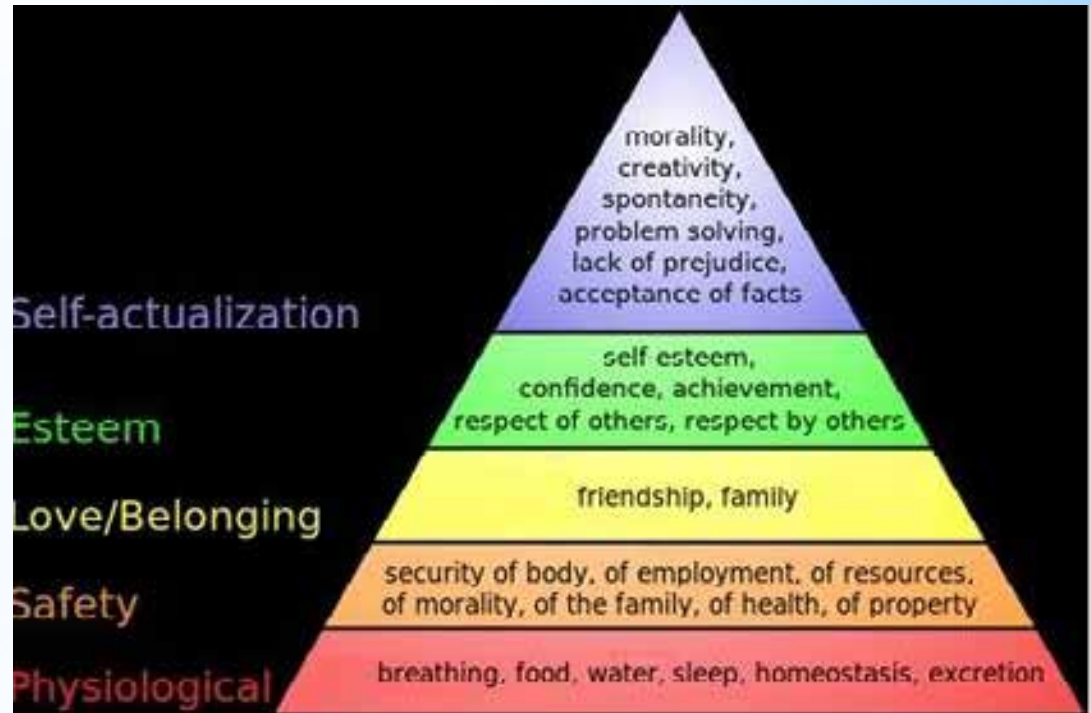 morality,
creativity,
spontaneity,
problem solving,
lack of prejudice,
acceptance of facts
Self-actualization
self esteem,
confidence, achievement,
respect of others, respect by others
Esteem
friendship, family
Love/Belonging
security of body, of employment, of resources,
of morality, of the family, of health, of property
Safety
breathing, food, water, sleep, homeostasis, excretion
Physiological